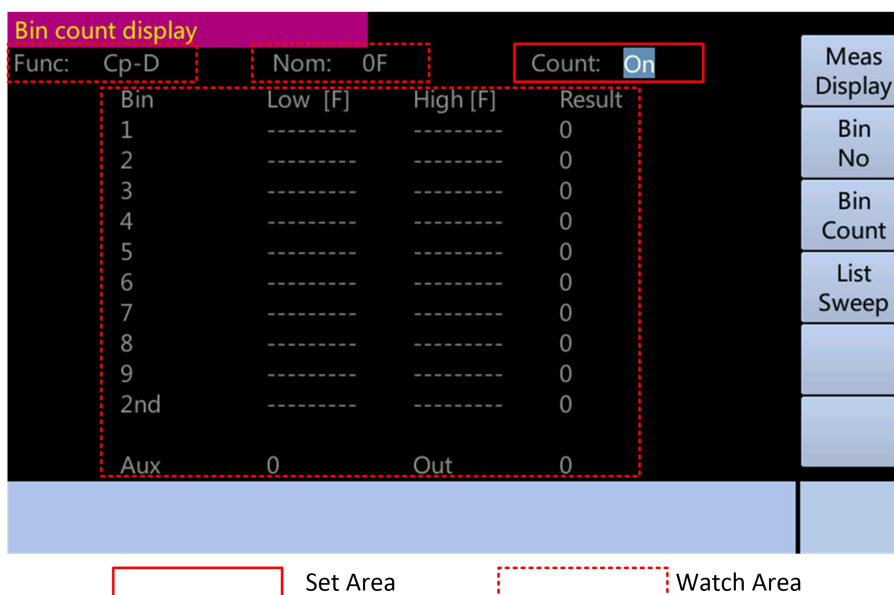 Bin count display
Func: Cp-D Nom: 0F Count: On
Bin Low [F] High [F] Result
1 --------- --------- 0
2 --------- --------- 0
3 --------- --------- 0
4 --------- --------- 0
5 --------- --------- 0
6 --------- --------- 0
7 --------- --------- 0
8 --------- --------- 0
9 --------- --------- 0
2nd --------- --------- 0
Aux 0 Out 0
Meas
Display
Bin
No
Bin
Count
List
Sweep
Set Area Watch Area